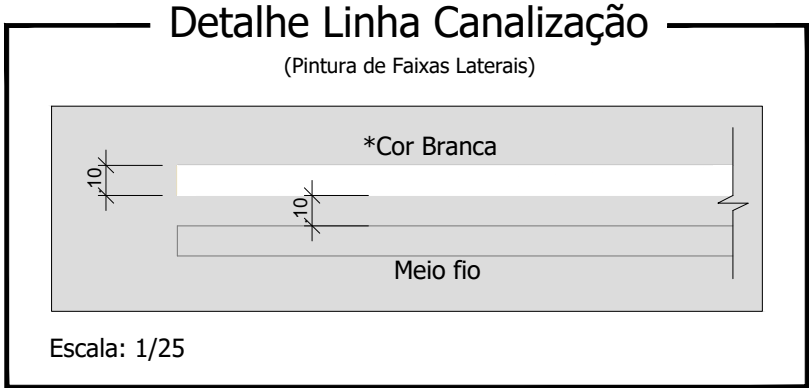 Detalhe Linha Canalização
(Pintura de Faixas Laterais)
*Cor Branca
,10
,10
Meio fio
Escala: 1/25